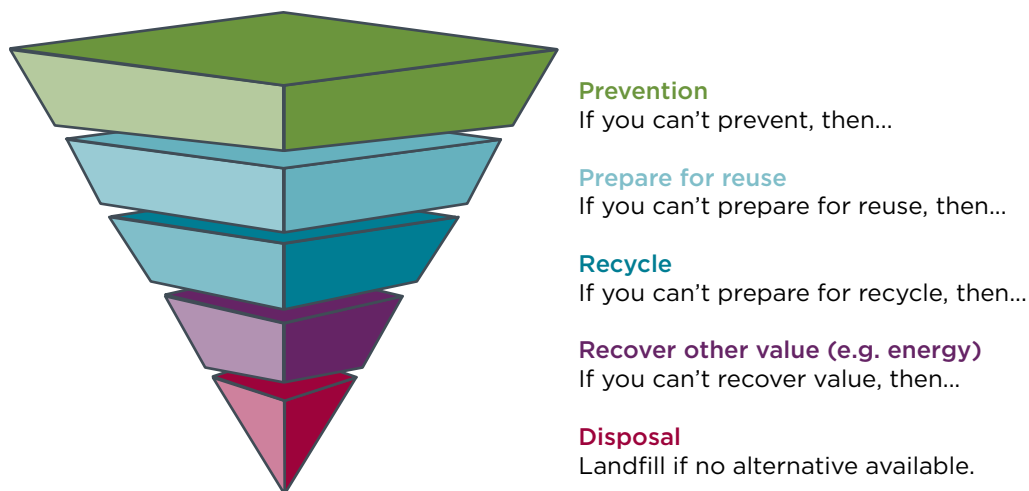 Prevention
If you can’t prevent, then...
Prepare for reuse
If you can’t prepare for reuse, then...
Recycle
If you can’t prepare for recycle, then...
Recover other value (e.g. energy)
If you can’t recover value, then...
Disposal
Landfill if no alternative available.